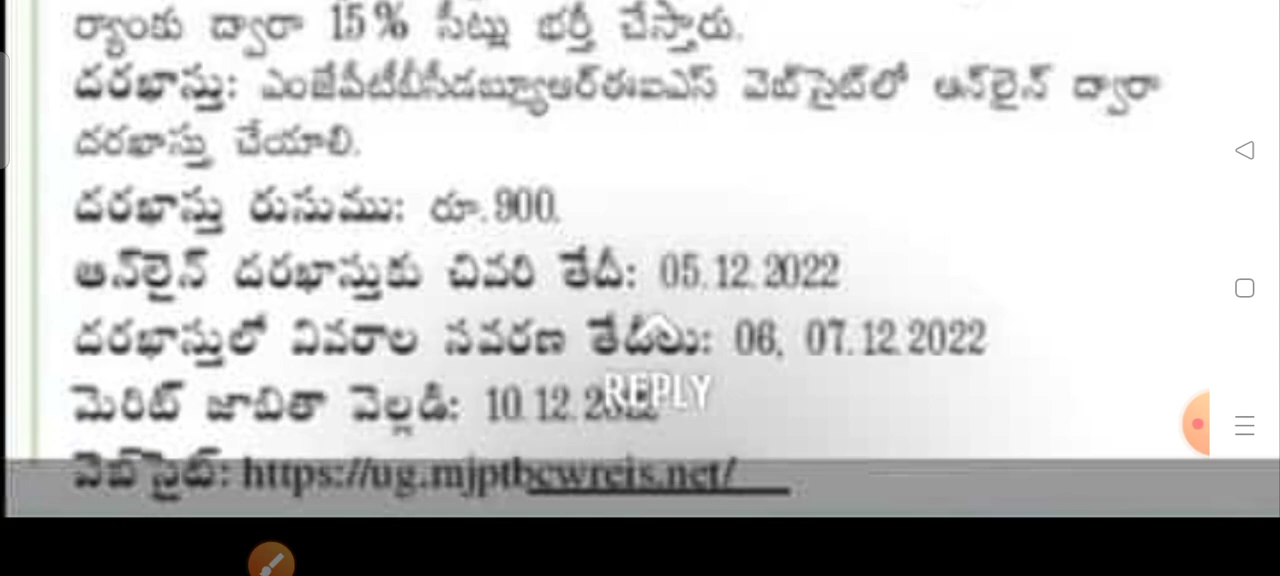 ర్యాంకు ద్వారా 15% సీట్లు భర్తీ చేస్తారు.
దరఖాస్తు: ఎంజేపీటీబీసీడబ్ల్యూఆర్ఈఐఎస్ వెబ్‌సైట్‌లో ఆన్‌లైన్ ద్వారా
దరఖాస్తు చేయాలి.
దరఖాస్తు రుసుము: రూ.900.
ఆన్‌లైన్ దరఖాస్తుకు చివరి తేదీ: 05.12.2022
దరఖాస్తులో వివరాల సవరణ తేదీలు: 06, 07.12.2022
మెరిట్ జాబితా వెల్లడి: 10.12.2022
REPLY
వెబ్‌సైట్: https://ug.mjptbcwreis.net/